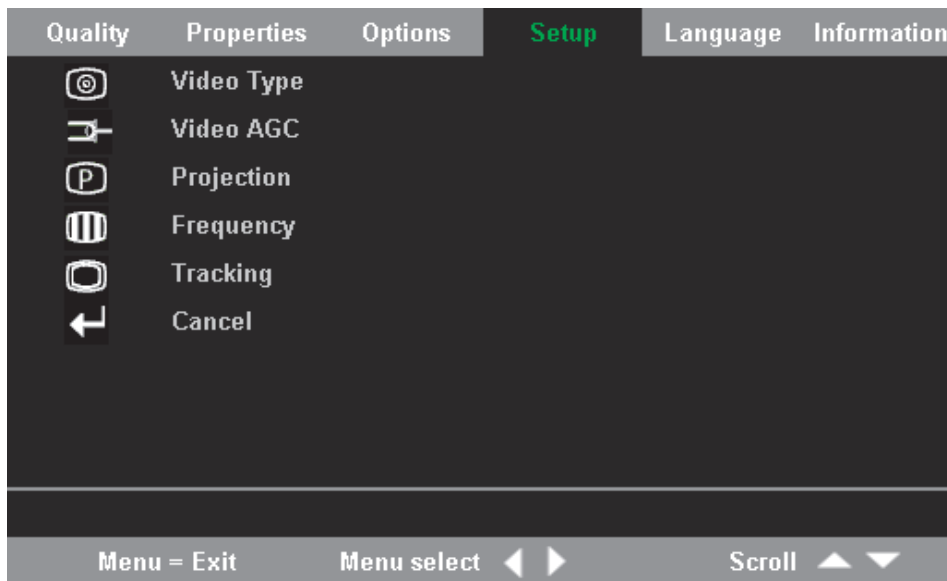 Quality Properties Options Setup Language Information
Video Type
Video AGC
P Projection
Frequency
Tracking
Cancel
Menu = Exit Menu select Scroll